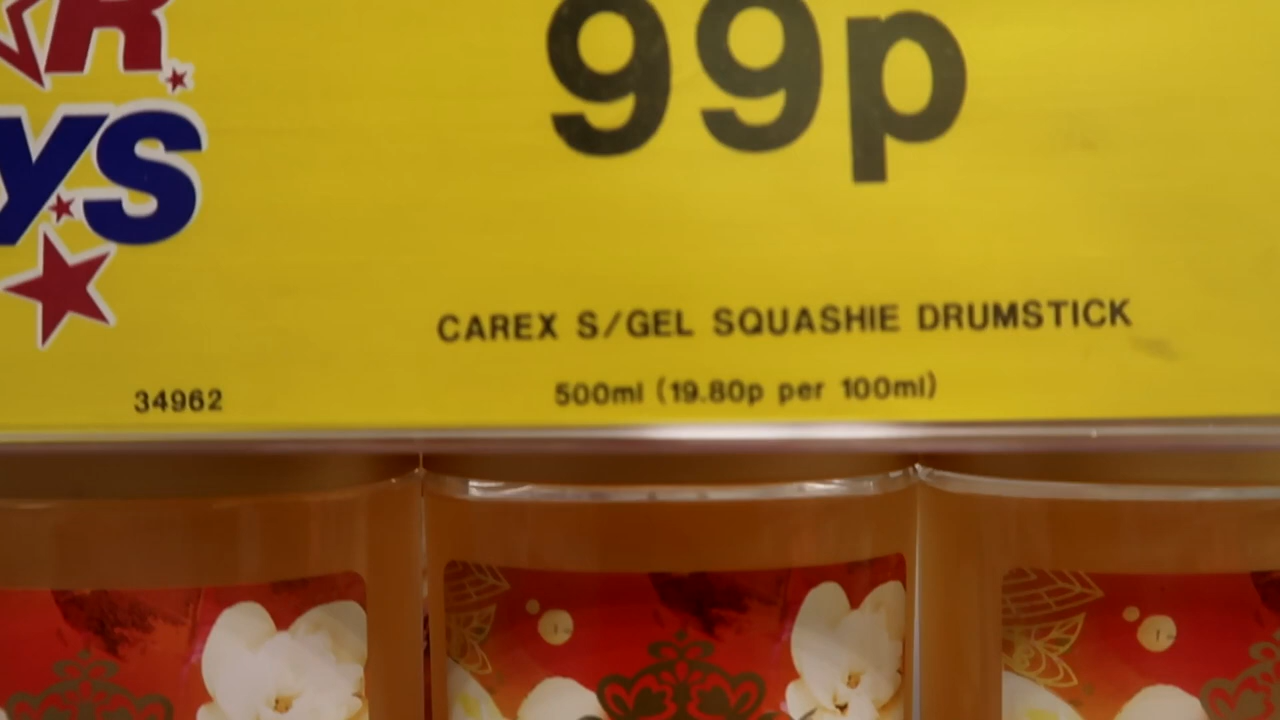 99p
CAREX S/GEL SQUASHIE DRUMSTICK
500ml (19.80p per 100ml)
34962